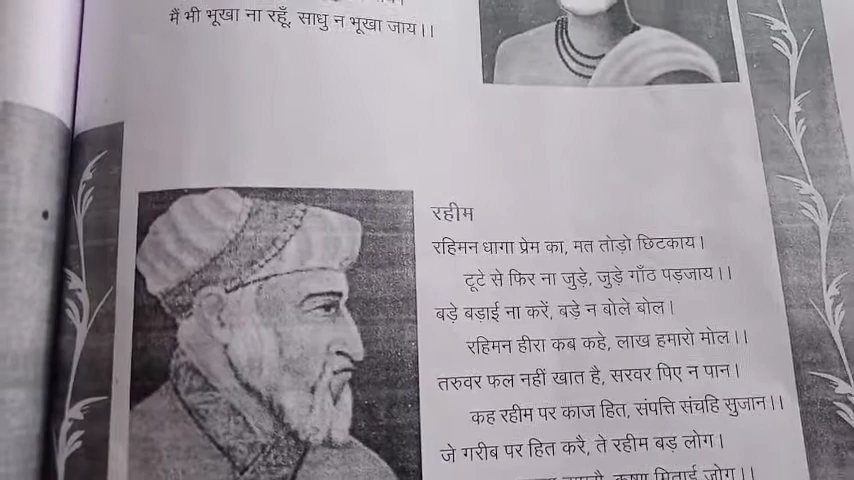 मैं भी भूखा ना रहूँ, साधु न भूखा जाय।।
रहीम
रहिमन धागा प्रेम का, मत तोड़ो छिटकाय।
टूटे से फिर ना जुड़े, जुड़े गाँठ पड़जाय।।
बड़े बड़ाई ना करें, बड़े न बोले बोल।
रहिमन हीरा कब कहे, लाख हमारो मोल।।
तरुवर फल नहीं खात है, सरवर पिए न पान।
कह रहीम पर काज हित, संपत्ति संचहि सुजान।।
जे गरीब पर हित करै, ते रहीम बड़ लोग।
मिताई जोग।।